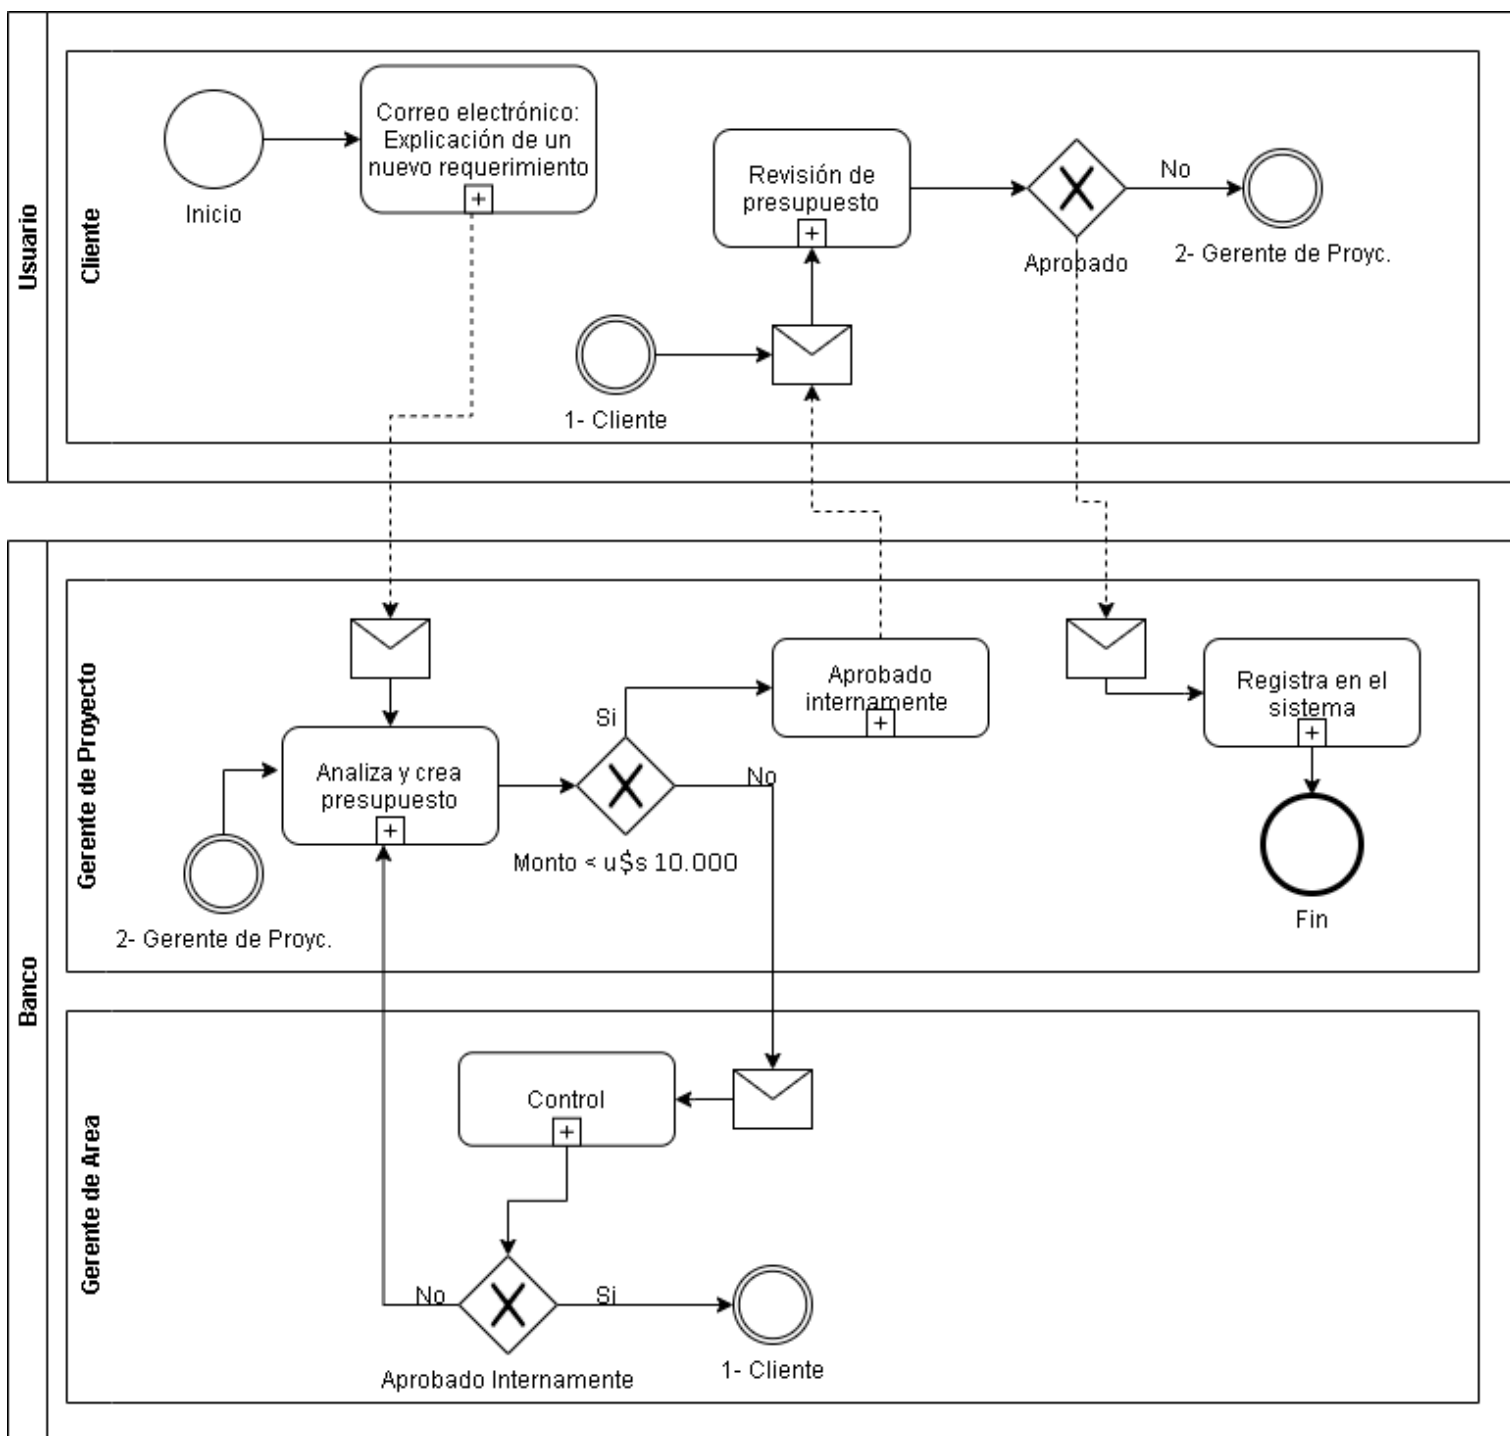 Usuario
Cliente
Inicio
Correo electrónico:
Explicación de un
nuevo requerimiento
Revisión de
presupuesto
Aprobado
No
2- Gerente de Proyc.
1- Cliente
Banco
Gerente de Proyecto
Analiza y crea
presupuesto
2- Gerente de Proyc.
Si
No
Monto < u$s 10.000
Aprobado
internamente
Registra en el
sistema
Fin
Gerente de Area
Control
No
Si
Aprobado Internamente
1- Cliente